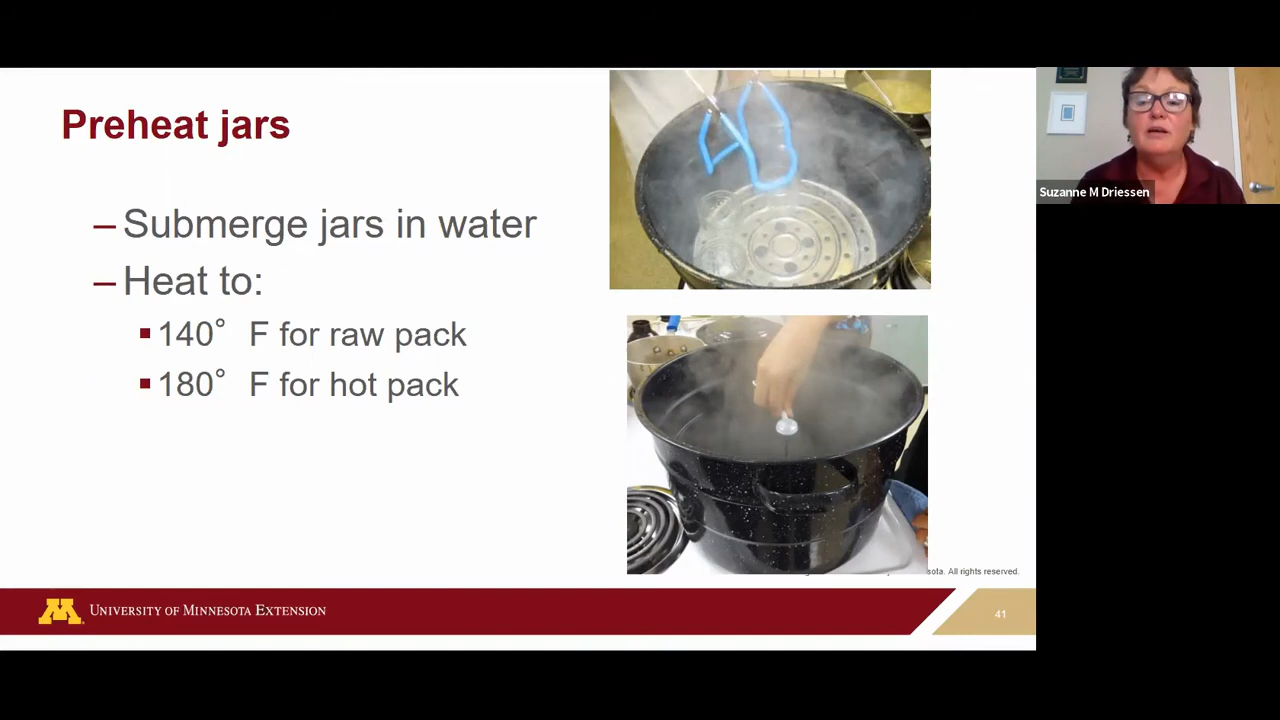 Preheat jars
– Submerge jars in water
– Heat to:
▪ 140° F for raw pack
▪ 180° F for hot pack
sota. All rights reserved.
UNIVERSITY OF MINNESOTA EXTENSION
41
Suzanne M Driessen